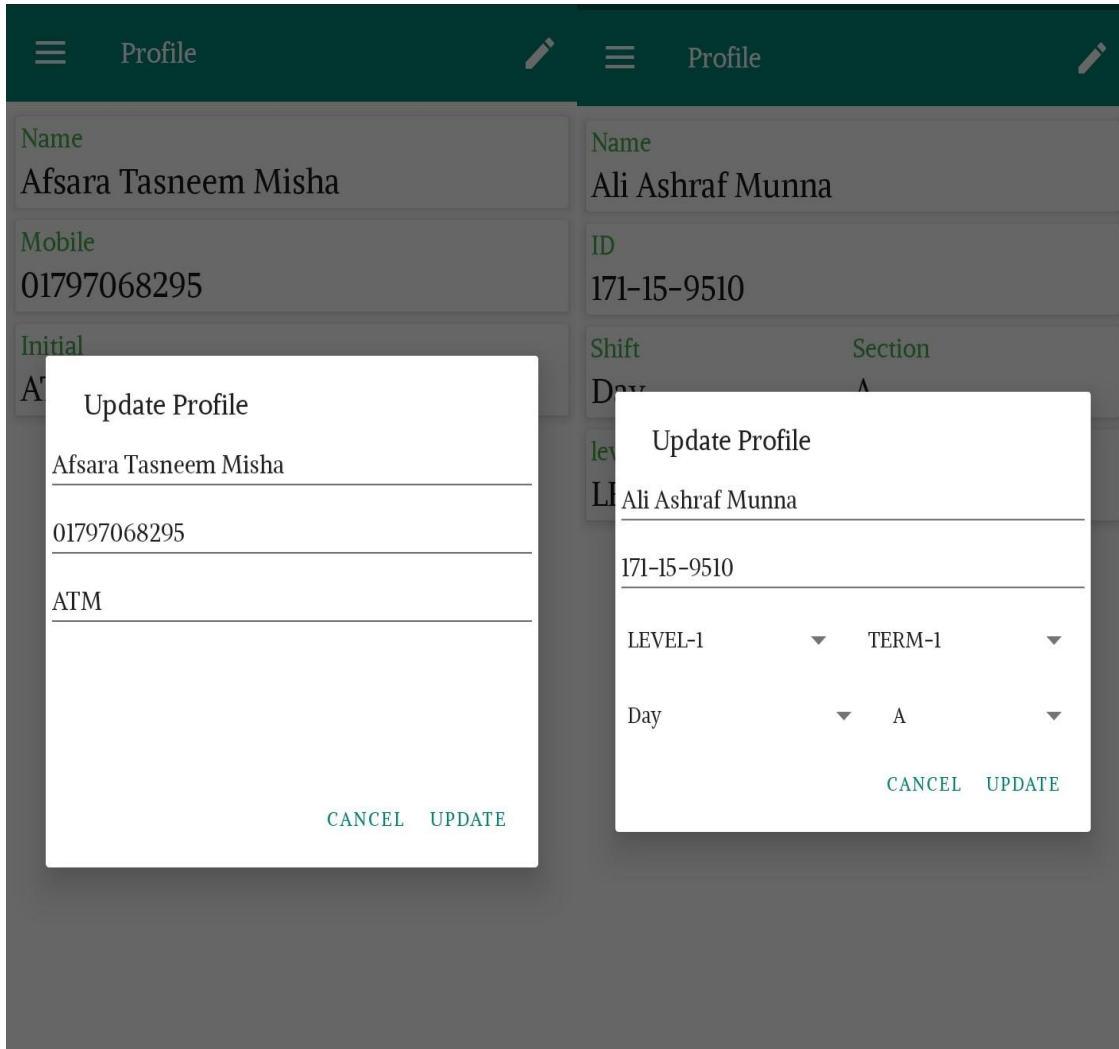 Profile
Name
Afsara Tasneem Misha
Mobile
01797068295
Initial
Update Profile
Afsara Tasneem Misha
01797068295
ATM
CANCEL UPDATE
Profile
Name
Ali Ashraf Munna
ID
171-15-9510
Shift Section
Day A
Update Profile
Ali Ashraf Munna
171-15-9510
LEVEL-1 TERM-1
Day A
CANCEL UPDATE